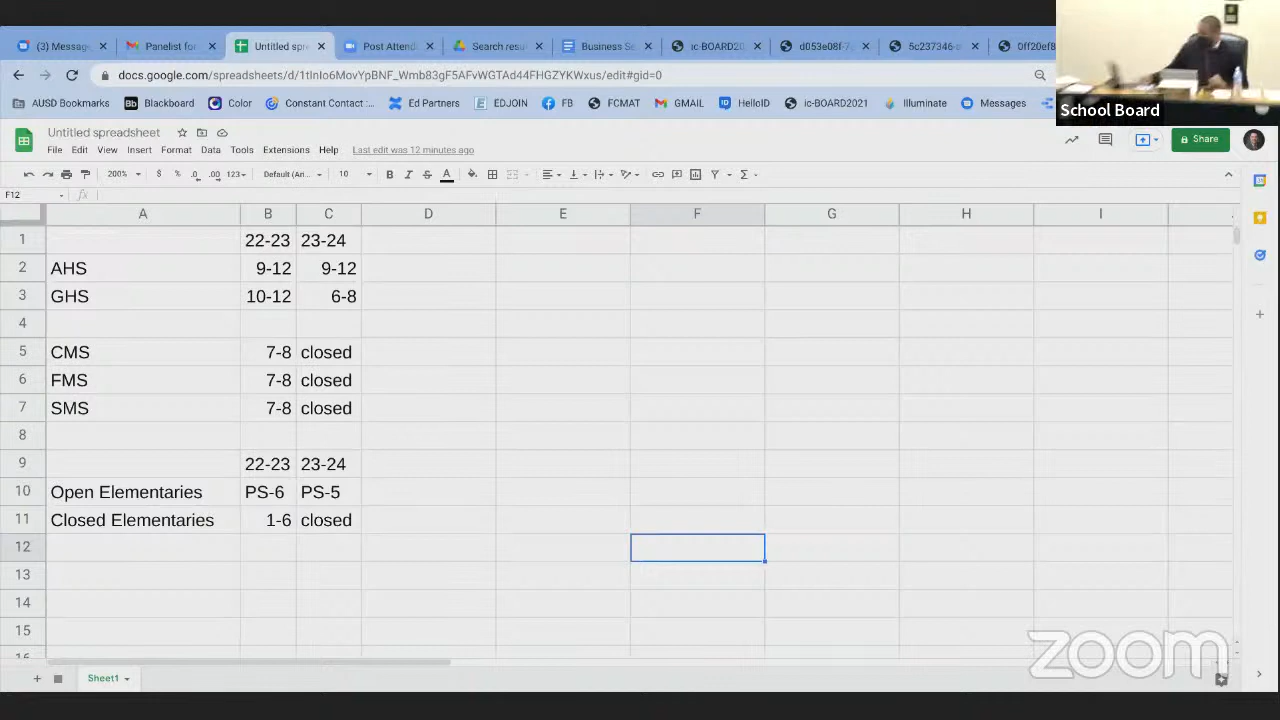 (3) Messag
Panelist for
Untitled spre
Post Attend
Search resu
Business Se
ic-BOARD20
d053e08f-7
5c237346-e
0ff20ef8
docs.google.com/spreadsheets/d/1tInIo6MovYpBNF_Wmb83gF5AFvWGTAd44FHGZYKWxus/edit#gid=0
AUSD Bookmarks
Bb Blackboard
Color
Constant Contact :...
Ed Partners
E EDJOIN
FB
FCMAT
GMAIL
HelloID
ic-BOARD2021
Illuminate
Messages
School Board
Untitled spreadsheet
File Edit View Insert Format Data Tools Extensions Help Last edit was 12 minutes ago
Share
200% $ % .0 .00 123 Default (Ari... 10 B I S A
F12 fx
A B C D E F G H I
1 22-23 23-24
2 AHS 9-12 9-12
3 GHS 10-12 6-8
4
5 CMS 7-8 closed
6 FMS 7-8 closed
7 SMS 7-8 closed
8
9 22-23 23-24
10 Open Elementaries PS-6 PS-5
11 Closed Elementaries 1-6 closed
12
13
14
15
16
zoom
Sheet1